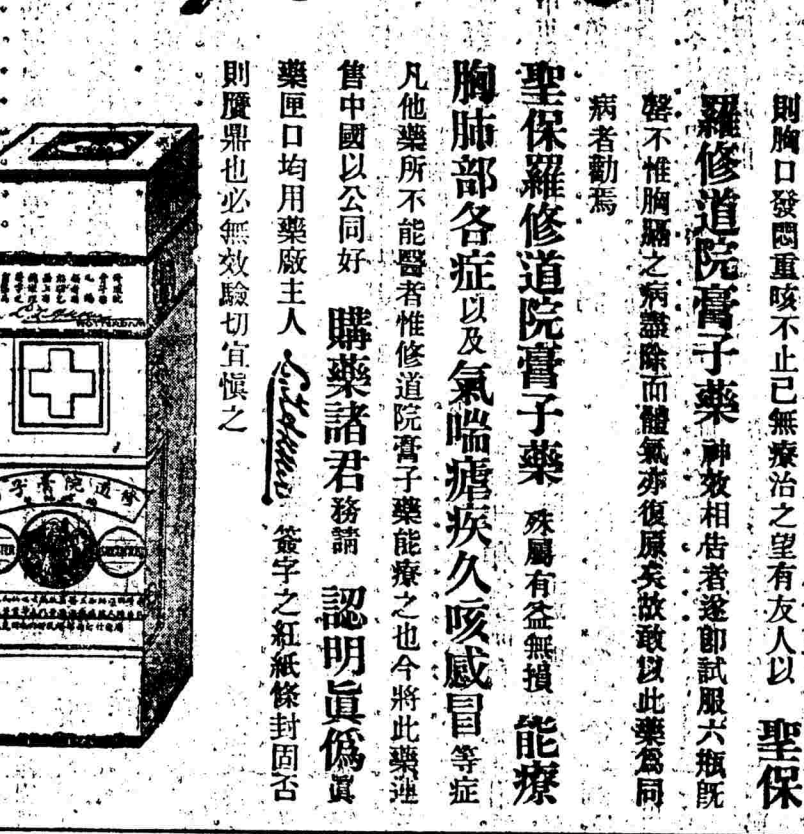 則胸口發悶重咳不止已無療治之望有友人以 聖保
羅修道院膏子藥 神效相告者遂即試服六瓶旣
罄不惟胸膈之病盡除而體氣亦復原矣故敢以此藥爲同
病者勸焉
聖保羅修道院膏子藥 殊屬有益無損 能療
胸肺部各症以及氣喘瘧疾久咳感冒等症
凡他藥所不能醫者惟修道院膏子藥能療之也今將此藥運
售中國以公同好 購藥諸君務請 認明眞僞眞
藥匣口均用藥廠主人 簽字之紅紙條封固否
則贋鼎也必無效驗切宜愼之
ROTTERDAM
道院膏子